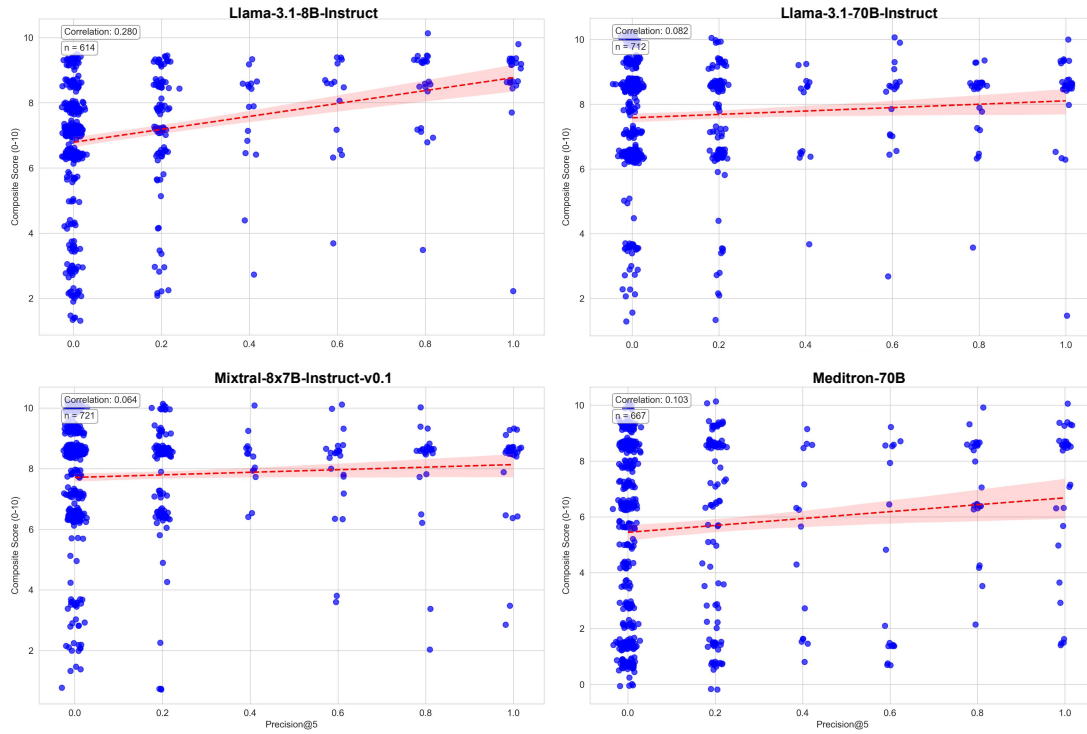 Llama-3.1-8B-Instruct
Correlation: 0.280
n = 614
Composite Score (0-10)
10
8
6
4
2
0.0 0.2 0.4 0.6 0.8 1.0
Llama-3.1-70B-Instruct
Correlation: 0.082
n = 712
Composite Score (0-10)
10
8
6
4
2
0.0 0.2 0.4 0.6 0.8 1.0
Mixtral-8x7B-Instruct-v0.1
Correlation: 0.064
n = 721
Composite Score (0-10)
10
8
6
4
2
0.0 0.2 0.4 0.6 0.8 1.0
Precision@5
Meditron-70B
Correlation: 0.103
n = 667
Composite Score (0-10)
10
8
6
4
2
0
0.0 0.2 0.4 0.6 0.8 1.0
Precision@5